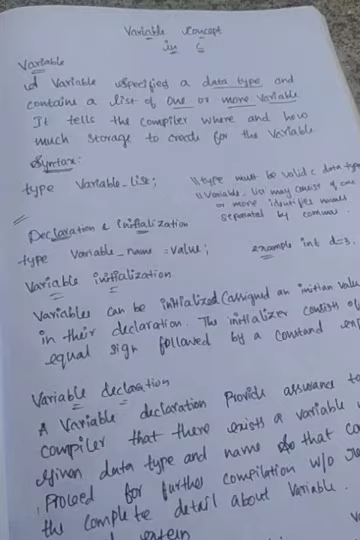 Variable Concept
in C
Variable
A Variable specified a data type and
contains a list of one or more Variable
It tells the compiler where and how
much storage to create for the Variable.
Syntax:
type Variable_list; \\type must be valid c data type
\\Variable_list may consist of one
or more identifier names
separated by commas
Declaration & initialization
type Variable_name = value; example int d=3,
Variable initialization
Variables can be initialized (assigned an initial value
in their declaration. The initializer consists of
equal sign followed by a constand
Variable declaration
A Variable declaration Provide assurance to
compiler that there exists a variable
given data type and name so that
Proceed for further compilation w/o
the complete detail about Variable.